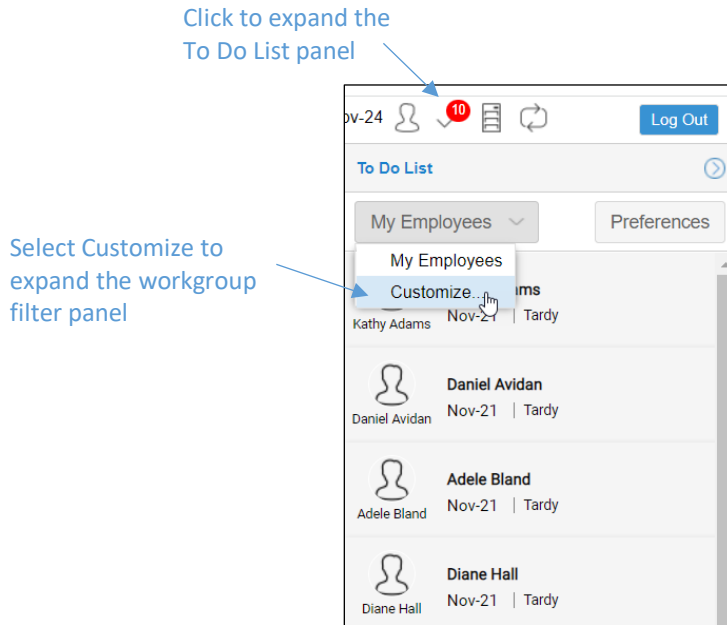 Click to expand the
To Do List panel
ov-24
10
Log Out
To Do List
My Employees
Preferences
Select Customize to
expand the workgroup
filter panel
My Employees
Customize...
ms
Kathy Adams
Nov-21 | Tardy
Daniel Avidan
Nov-21 | Tardy
Daniel Avidan
Adele Bland
Nov-21 | Tardy
Adele Bland
Diane Hall
Nov-21 | Tardy
Diane Hall